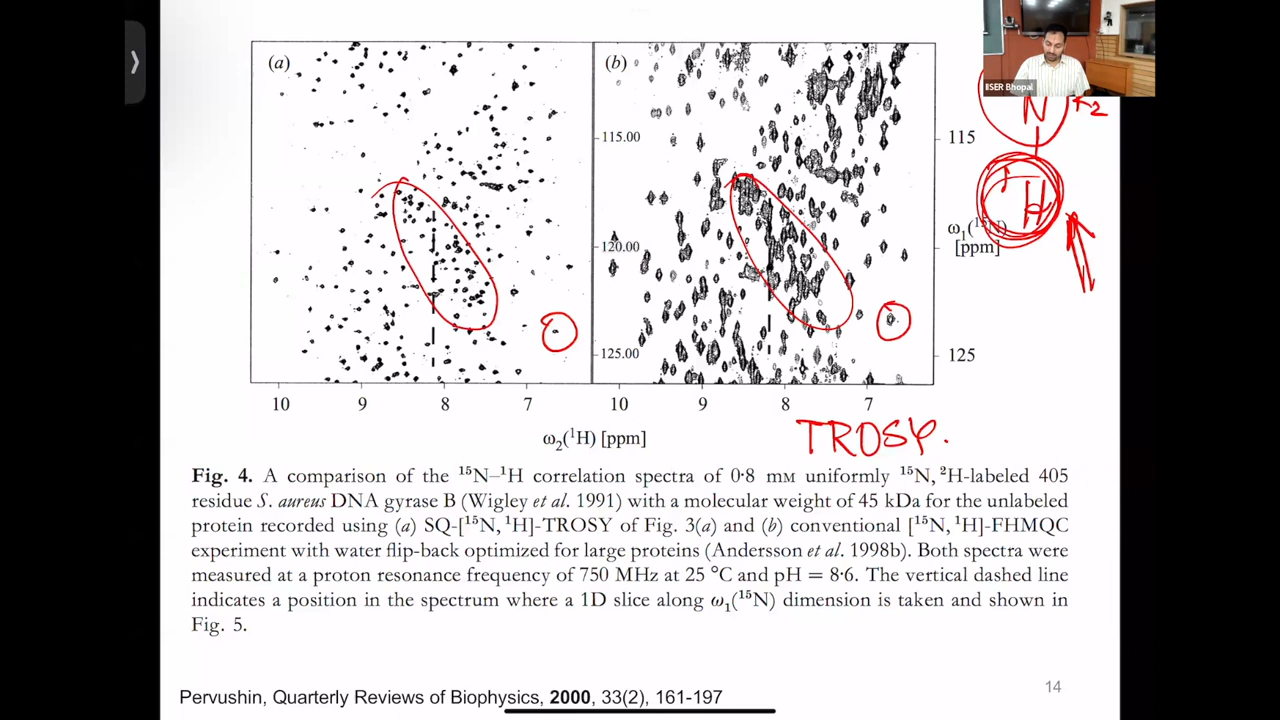 (a)
(b)
IISER Bhopal
N
H
115.00
120.00
125.00
115
ω₁(¹⁵N)
[ppm]
125
10 9 8 7 10 9 8 7
ω₂(¹H) [ppm]
TROSY.
Fig. 4. A comparison of the ¹⁵N–¹H correlation spectra of 0·8 mM uniformly ¹⁵N, ²H-labeled 405
residue S. aureus DNA gyrase B (Wigley et al. 1991) with a molecular weight of 45 kDa for the unlabeled
protein recorded using (a) SQ-[¹⁵N, ¹H]-TROSY of Fig. 3(a) and (b) conventional [¹⁵N, ¹H]-FHMQC
experiment with water flip-back optimized for large proteins (Andersson et al. 1998b). Both spectra were
measured at a proton resonance frequency of 750 MHz at 25 °C and pH = 8·6. The vertical dashed line
indicates a position in the spectrum where a 1D slice along ω₁(¹⁵N) dimension is taken and shown in
Fig. 5.
Pervushin, Quarterly Reviews of Biophysics, 2000, 33(2), 161-197
14